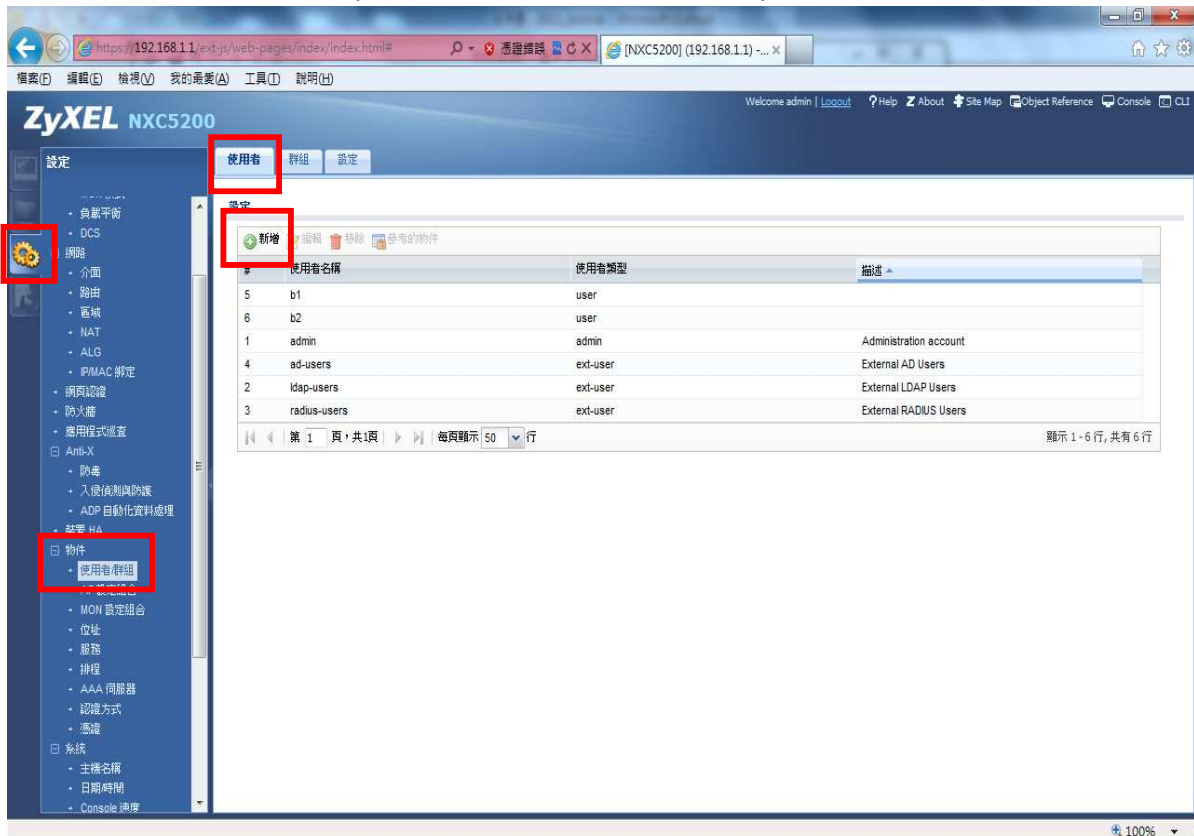 https://192.168.1.1/ext-js/web-pages/index/index.html#
憑證錯誤
[NXC5200] (192.168.1.1) -... ×
檔案(F) 編輯(E) 檢視(V) 我的最愛(A) 工具(T) 說明(H)
ZyXEL NXC5200
Welcome admin | Logout ?Help Z About Site Map Object Reference Console CLI
設定
負載平衡
DCS
網路
介面
路由
區域
NAT
ALG
IP/MAC 綁定
網頁認證
防火牆
應用程式巡查
Anti-X
防毒
入侵偵測與防護
ADP 自動化資料處理
裝置 HA
物件
使用者/群組
AP 設定組合
MON 設定組合
位址
服務
排程
AAA 伺服器
認證方式
憑證
系統
主機名稱
日期/時間
Console 速度
使用者 群組 設定
設定
新增 編輯 移除 參考的物件
# 使用者名稱 使用者類型 描述
5 b1 user
6 b2 user
1 admin admin Administration account
4 ad-users ext-user External AD Users
2 ldap-users ext-user External LDAP Users
3 radius-users ext-user External RADIUS Users
第 1 頁，共1頁 每頁顯示 50 行 顯示 1 - 6 行, 共有 6 行
100%